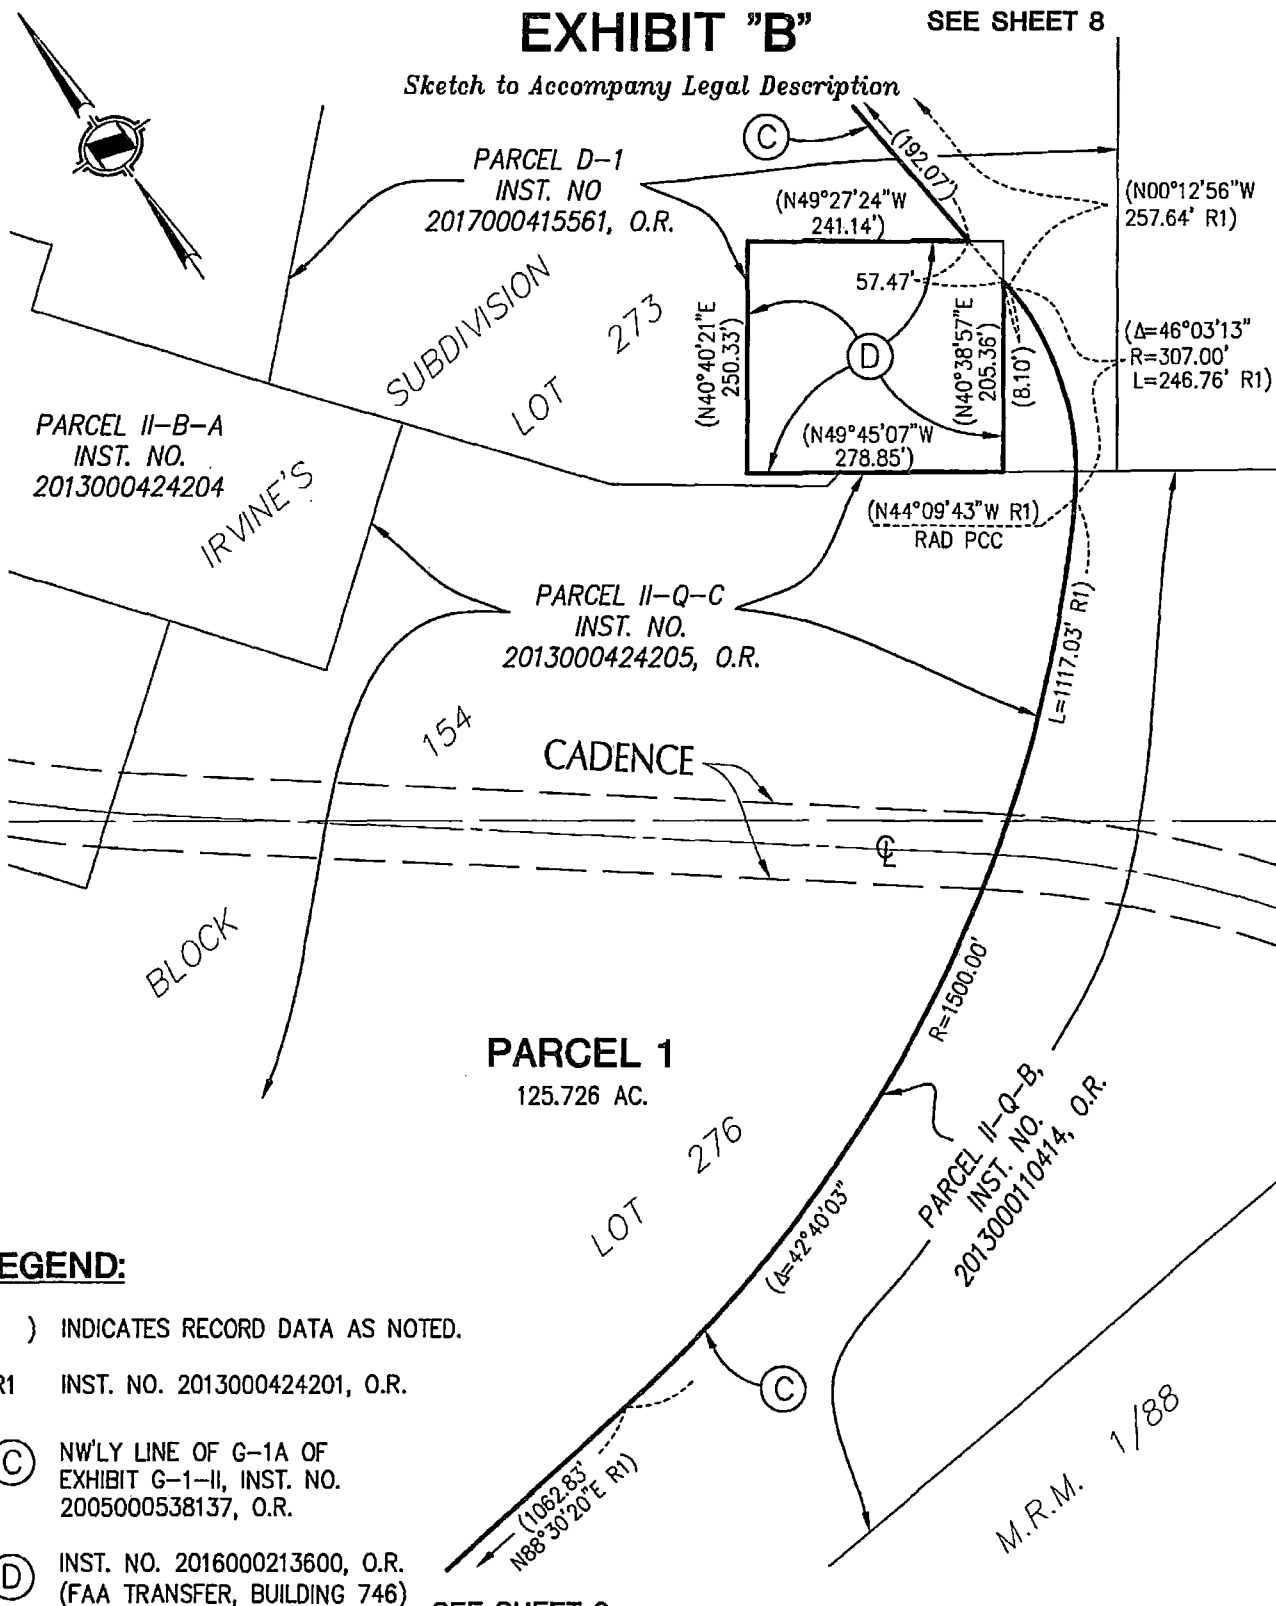 EXHIBIT "B"
SEE SHEET 8
Sketch to Accompany Legal Description
C
(192.07)
PARCEL D-1
INST. NO
2017000415561, O.R.
(N49°27'24"W
241.14')
(N00°12'56"W
257.64' R1)
57.47'
SUBDIVISION
LOT 273
(N40°40'21"E
250.33')
D
(N40°38'57"E
205.36')
(8.10')
(Δ=46°03'13"
R=307.00'
L=246.76' R1)
(N49°45'07"W
278.85')
PARCEL II-B-A
INST. NO.
2013000424204
IRVINE'S
(N44°09'43"W R1)
RAD PCC
PARCEL II-Q-C
INST. NO.
2013000424205, O.R.
L=1117.03' R1)
154
CADENCE
℄
BLOCK
R=1500.00'
PARCEL 1
125.726 AC.
PARCEL II-Q-B,
INST. NO.
2013000110414, O.R.
LOT 276
(Δ=42°40'03"
C
EGEND:
) INDICATES RECORD DATA AS NOTED.
R1 INST. NO. 2013000424201, O.R.
C NW'LY LINE OF G-1A OF
EXHIBIT G-1-II, INST. NO.
2005000538137, O.R.
D INST. NO. 2016000213600, O.R.
(FAA TRANSFER, BUILDING 746)
(1062.83'
N88°30'20"E R1)
M.R.M. 1/88
SEE SHEET